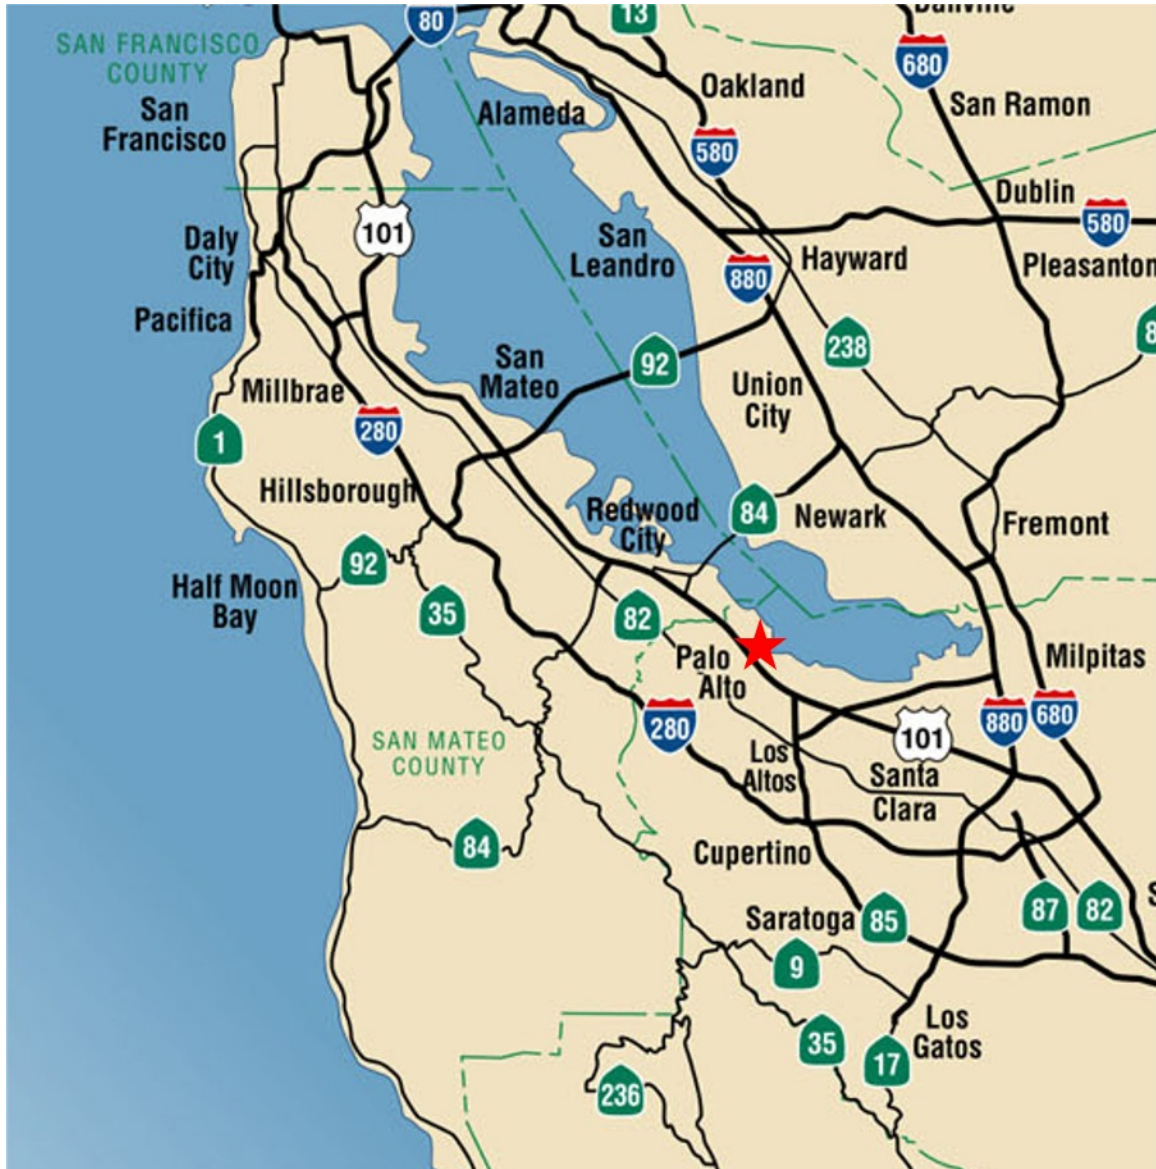 80
13
Danville
SAN FRANCISCO
COUNTY
680
Oakland
San
Francisco
Alameda
San Ramon
580
Dublin
101
580
Daly
City
San
Leandro
Hayward
880
Pleasanton
Pacifica
92
238
8
San
Mateo
Millbrae
Union
City
280
1
Hillsborough
Redwood
City
84
Newark
Fremont
92
Half Moon
Bay
35
82
Palo
Alto
Milpitas
280
880
680
101
SAN MATEO
COUNTY
Los
Altos
Santa
Clara
84
Cupertino
Saratoga
85
87
82
S
9
Los
Gatos
35
17
236